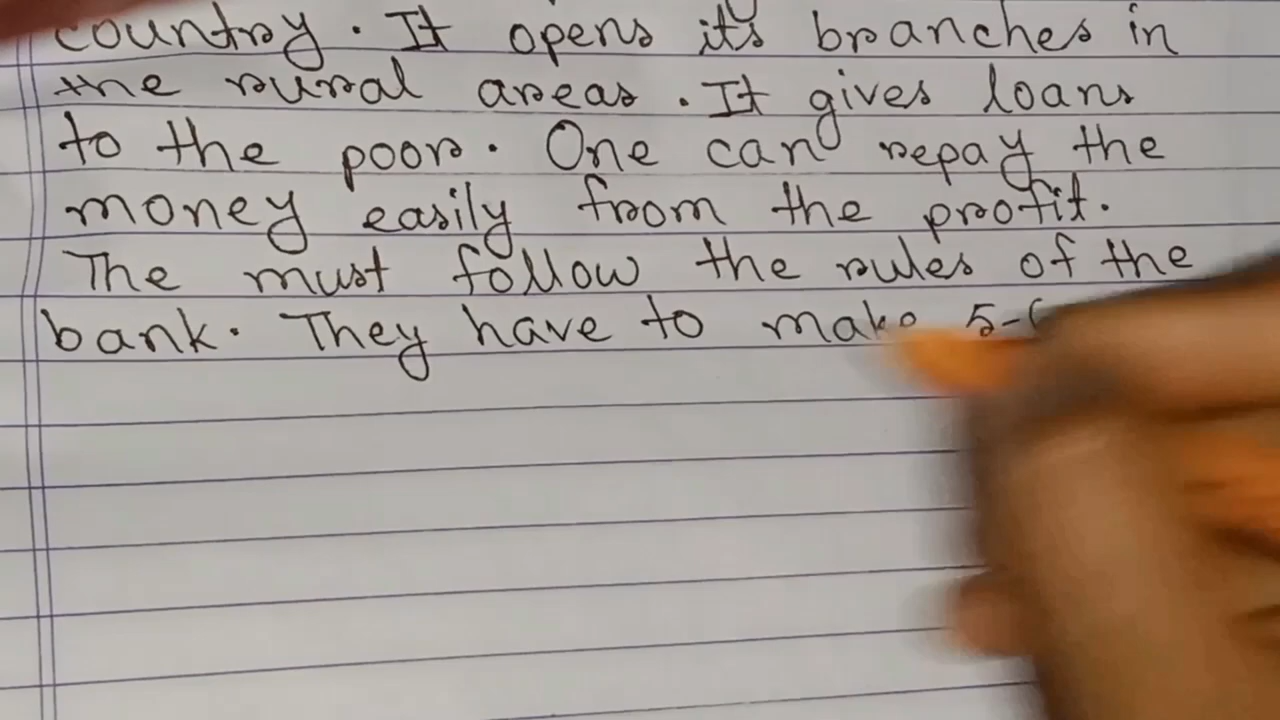 country. It opens its branches in
the rural areas. It gives loans
to the poor. One can repay the
money easily from the profit.
The must follow the rules of the
bank. They have to make